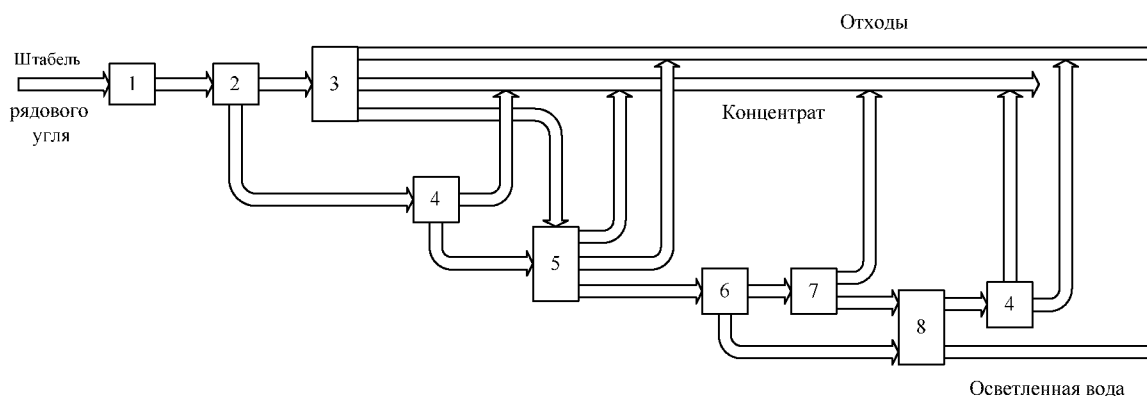 Отходы
Штабель
рядового
угля
1
2
3
Концентрат
4
5
6
7
8
4
Осветленная вода